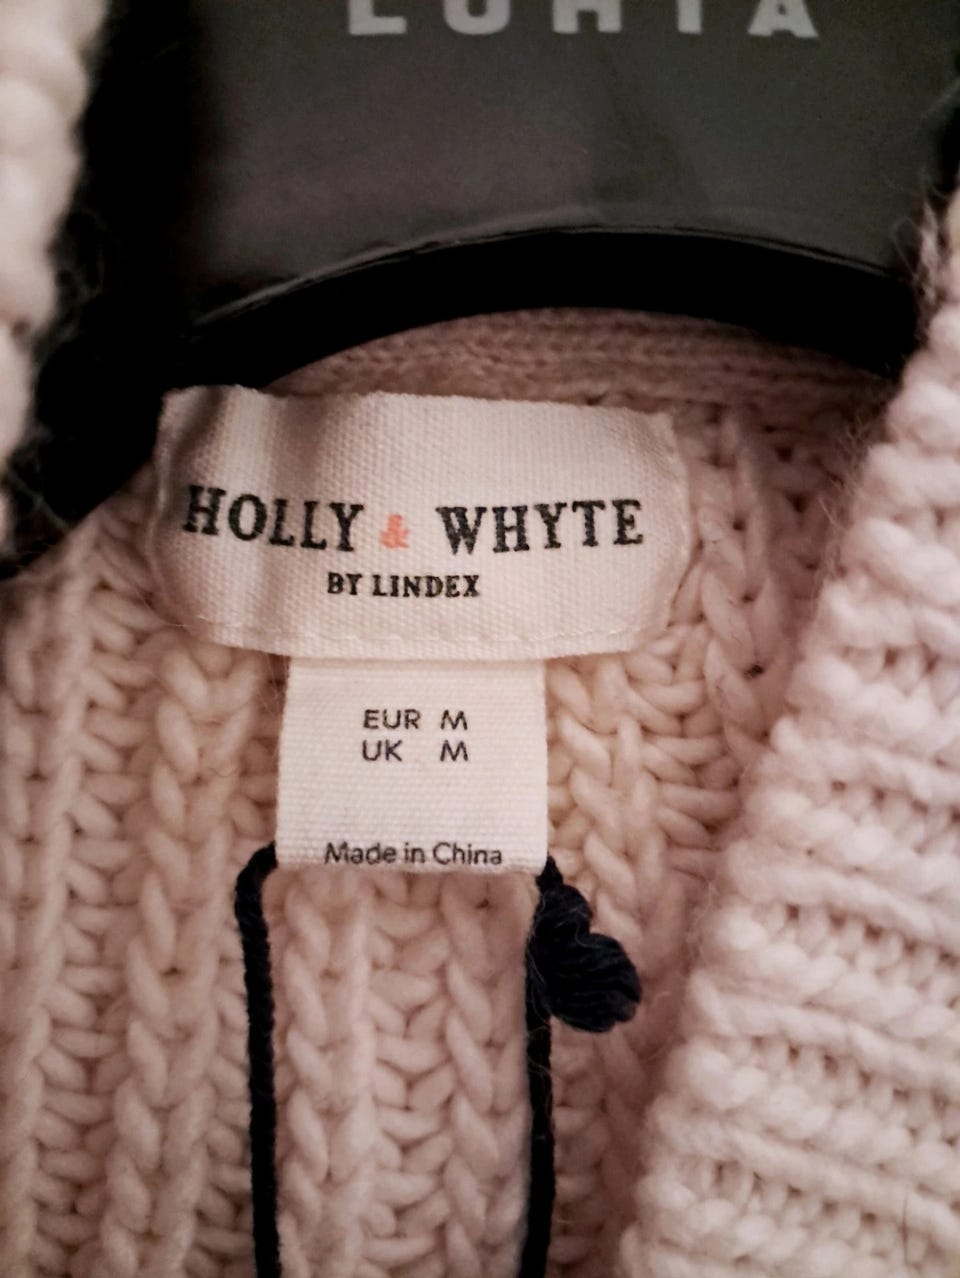 LUHTA
HOLLY & WHYTE
BY LINDEX
EUR M
UK M
Made in China